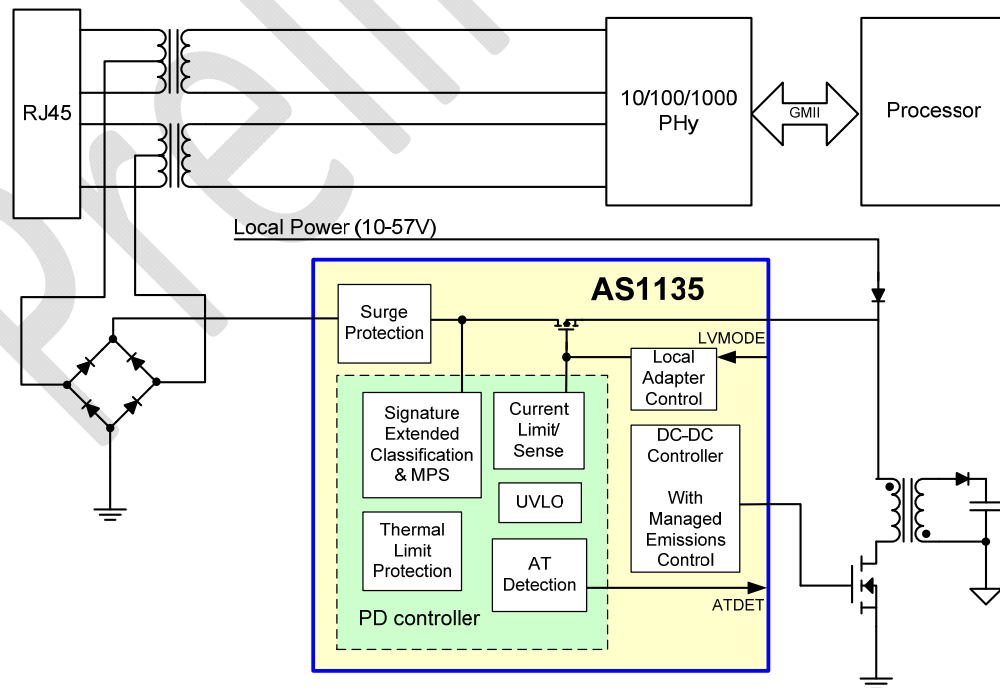 RJ45
10/100/1000
PHy
GMII
Processor
Local Power (10-57V)
AS1135
Surge
Protection
LVMODE
Local
Adapter
Control
Signature
Extended
Classification
& MPS
Current
Limit/
Sense
DC-DC
Controller
With
Managed
Emissions
Control
UVLO
Thermal
Limit
Protection
AT
Detection
ATDET
PD controller